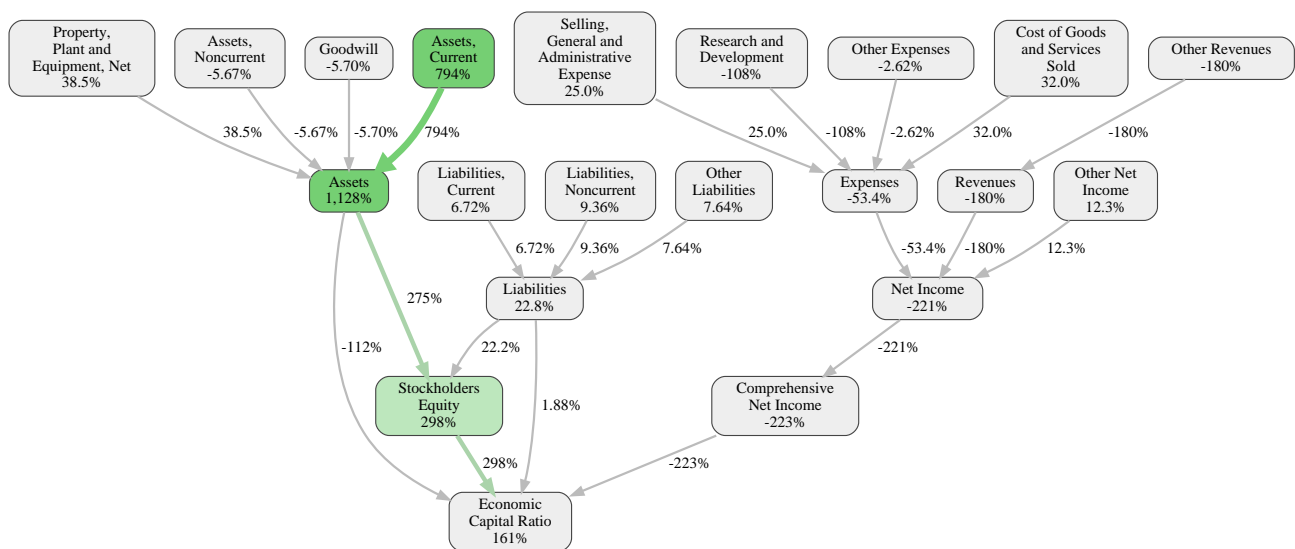 Property,
Plant and
Equipment, Net
38.5%
Assets,
Noncurrent
-5.67%
Goodwill
-5.70%
Assets,
Current
794%
Selling,
General and
Administrative
Expense
25.0%
Research and
Development
-108%
Other Expenses
-2.62%
Cost of Goods
and Services
Sold
32.0%
Other Revenues
-180%
38.5%
-5.67%
-5.70%
794%
25.0%
-108%
-2.62%
32.0%
-180%
Assets
1,128%
Liabilities,
Current
6.72%
Liabilities,
Noncurrent
9.36%
Other
Liabilities
7.64%
Expenses
-53.4%
Revenues
-180%
Other Net
Income
12.3%
6.72%
9.36%
7.64%
-53.4%
-180%
12.3%
Liabilities
22.8%
Net Income
-221%
275%
-112%
22.2%
1.88%
-221%
Stockholders
Equity
298%
Comprehensive
Net Income
-223%
298%
-223%
Economic
Capital Ratio
161%